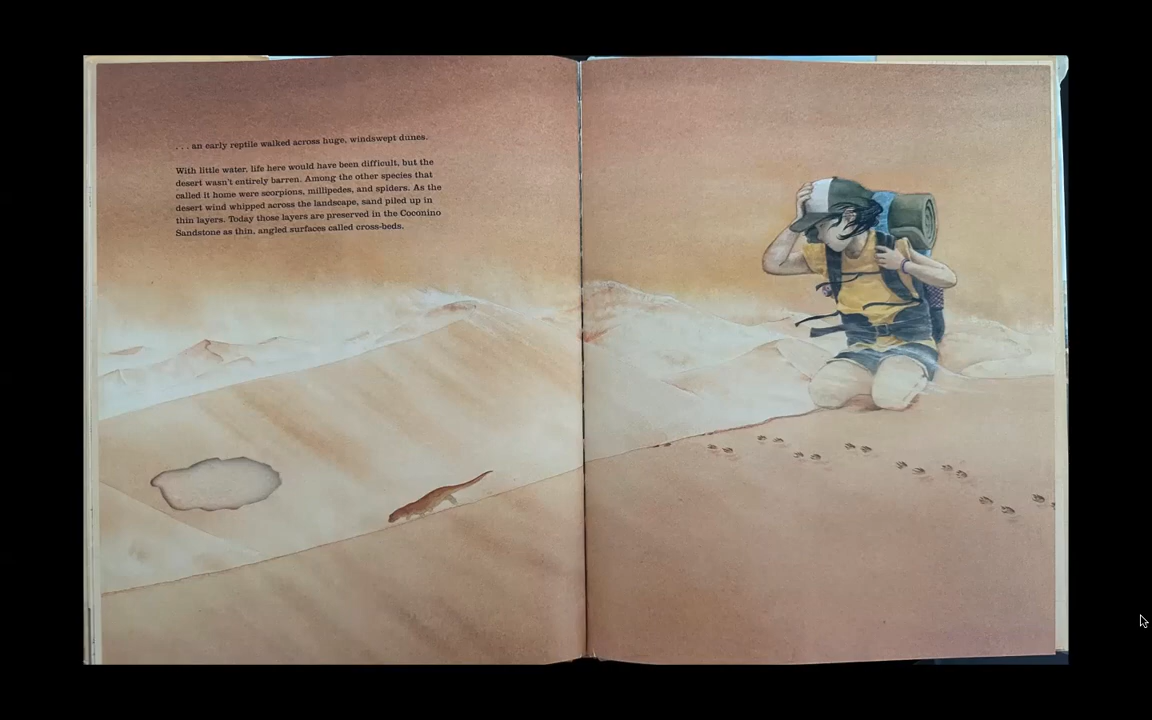 . . . an early reptile walked across huge, windswept dunes.
With little water, life here would have been difficult, but the
desert wasn't entirely barren. Among the other species that
called it home were scorpions, millipedes, and spiders. As the
desert wind whipped across the landscape, sand piled up in
thin layers. Today those layers are preserved in the Coconino
Sandstone as thin, angled surfaces called cross-beds.